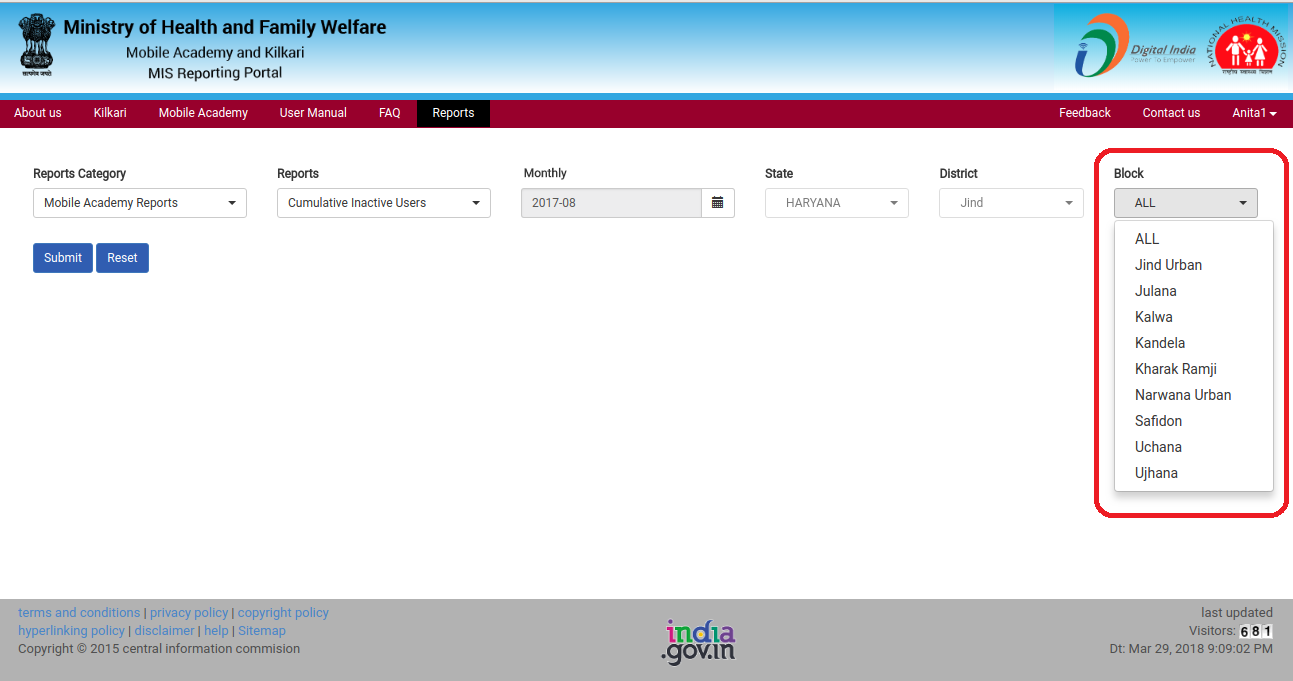 Ministry of Health and Family Welfare
Mobile Academy and Kilkari
MIS Reporting Portal
सत्यमेव जयते
Digital India
Power To Empower
NATIONAL HEALTH MISSION
राष्ट्रीय स्वास्थ्य मिशन
About us Kilkari Mobile Academy User Manual FAQ Reports Feedback Contact us Anita1
Reports Category Reports Monthly State District Block
Mobile Academy Reports Cumulative Inactive Users 2017-08 HARYANA Jind ALL
ALL
Jind Urban
Julana
Kalwa
Kandela
Kharak Ramji
Narwana Urban
Safidon
Uchana
Ujhana
Submit Reset
terms and conditions | privacy policy | copyright policy
hyperlinking policy | disclaimer | help | Sitemap
Copyright © 2015 central information commision
india
.gov.in
last updated
Visitors: 681
Dt: Mar 29, 2018 9:09:02 PM